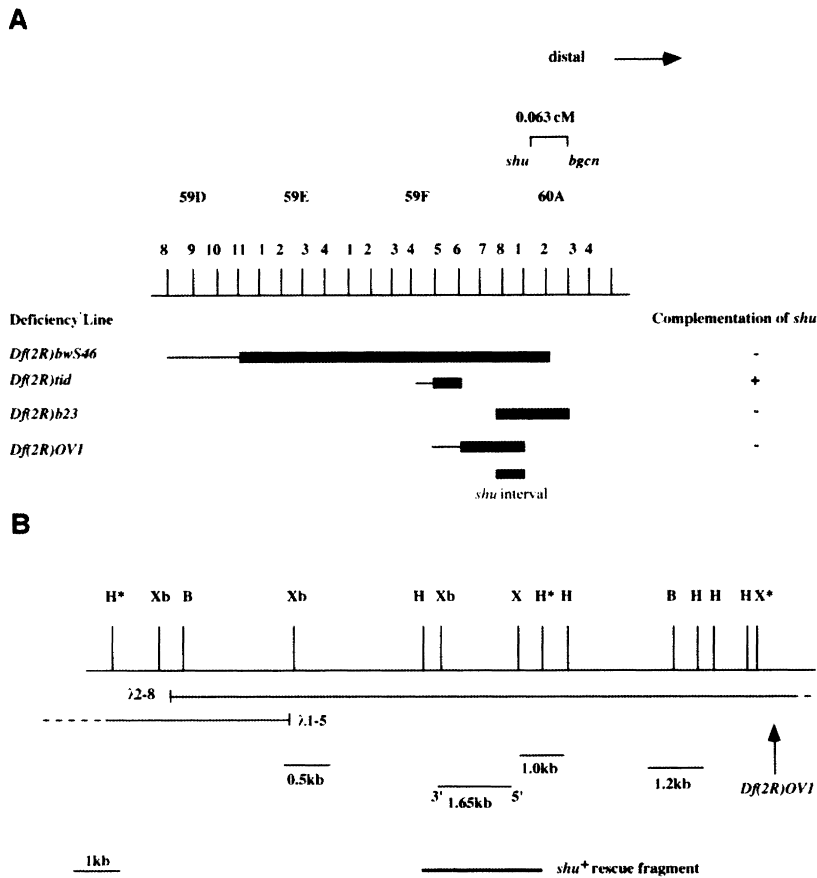 A
distal
0.063 cM
shu bgcn
59D 59E 59F 60A
8 9 10 11 1 2 3 4 1 2 3 4 5 6 7 8 1 2 3 4
Deficiency Line Complementation of shu
Df(2R)bwS46 -
Df(2R)tid +
Df(2R)b23 -
Df(2R)OV1 -
shu interval
B
H* Xb B Xb H Xb X H* H B H H H X*
λ2-8
λ1-5
0.5kb 1.0kb 1.2kb Df(2R)OV1
3' 1.65kb 5'
1kb shu+ rescue fragment